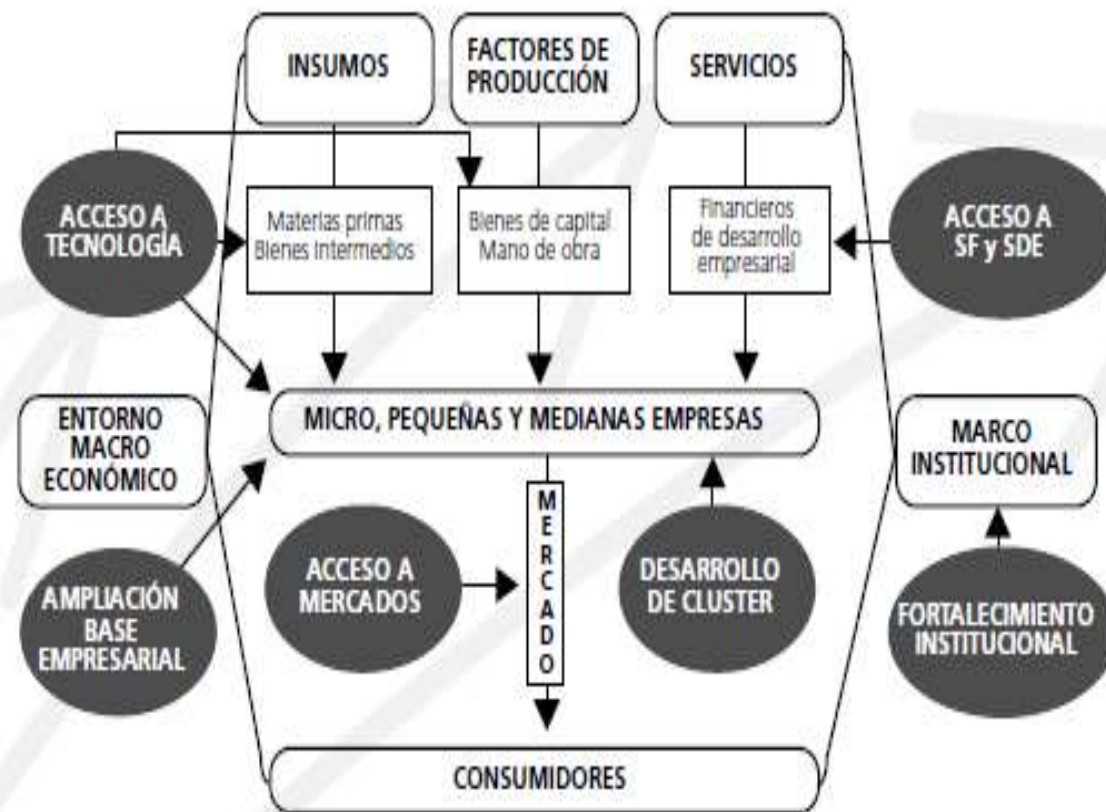 INSUMOS
FACTORES DE
PRODUCCIÓN
SERVICIOS
ACCESO A
TECNOLOGÍA
Materias primas
Bienes intermedios
Bienes de capital
Mano de obra
Financieros
de desarrollo
empresarial
ACCESO A
SF y SDE
ENTORNO
MACRO
ECONÓMICO
MICRO, PEQUEÑAS Y MEDIANAS EMPRESAS
MARCO
INSTITUCIONAL
AMPLIACIÓN
BASE
EMPRESARIAL
ACCESO A
MERCADOS
MERCADO
DESARROLLO
DE CLUSTER
FORTALECIMIENTO
INSTITUCIONAL
CONSUMIDORES